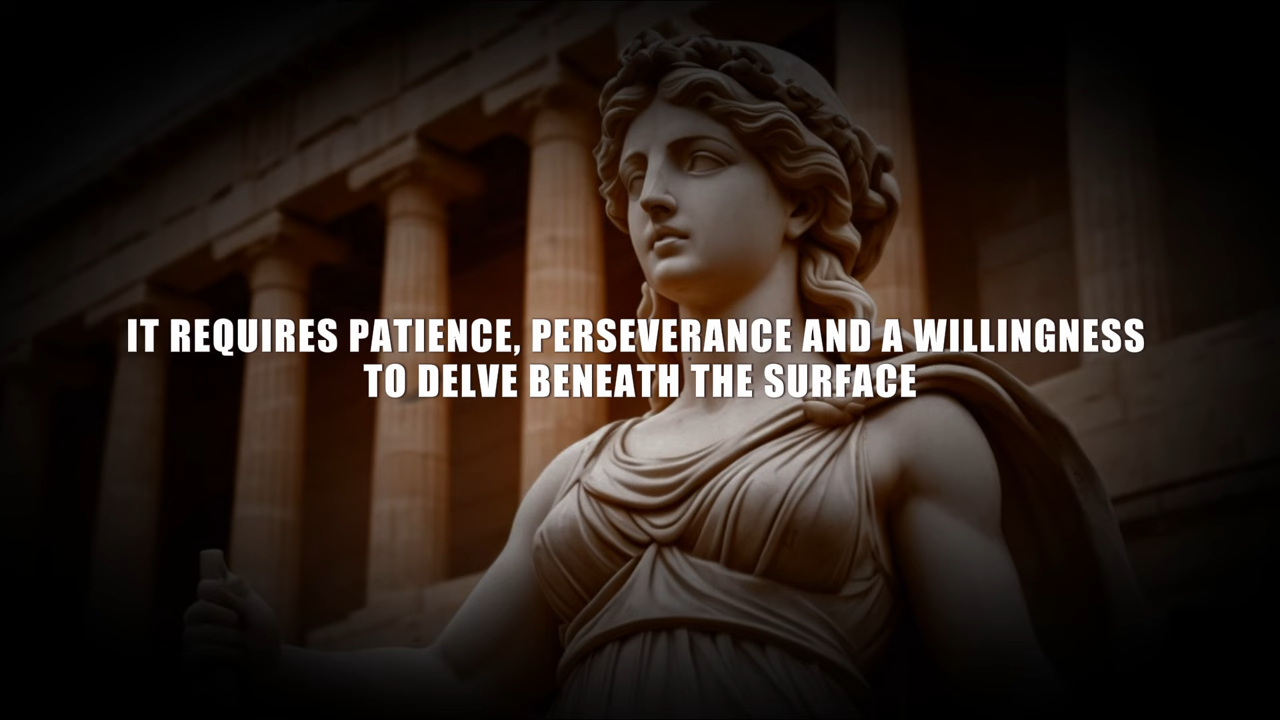 IT REQUIRES PATIENCE, PERSEVERANCE AND A WILLINGNESS
TO DELVE BENEATH THE SURFACE